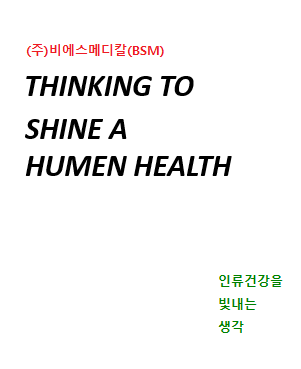 (주)비에스메디칼(BSM)
THINKING TO
SHINE A
HUMEN HEALTH
인류건강을
빛내는
생각